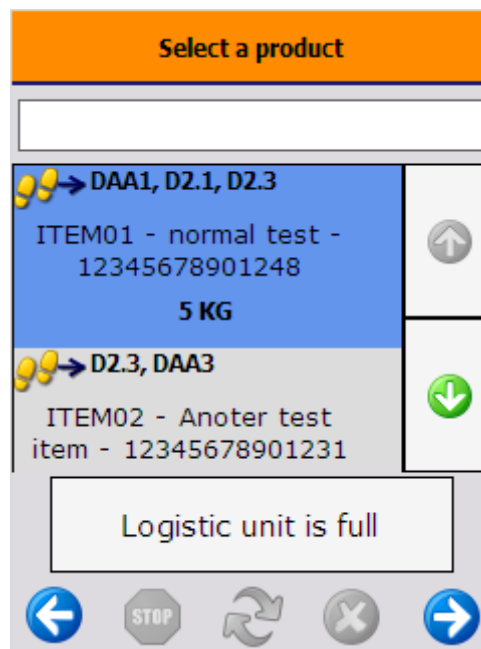 Select a product
DAA1, D2.1, D2.3
ITEM01 - normal test -
12345678901248
5 KG
D2.3, DAA3
ITEM02 - Anoter test
item - 12345678901231
Logistic unit is full
STOP